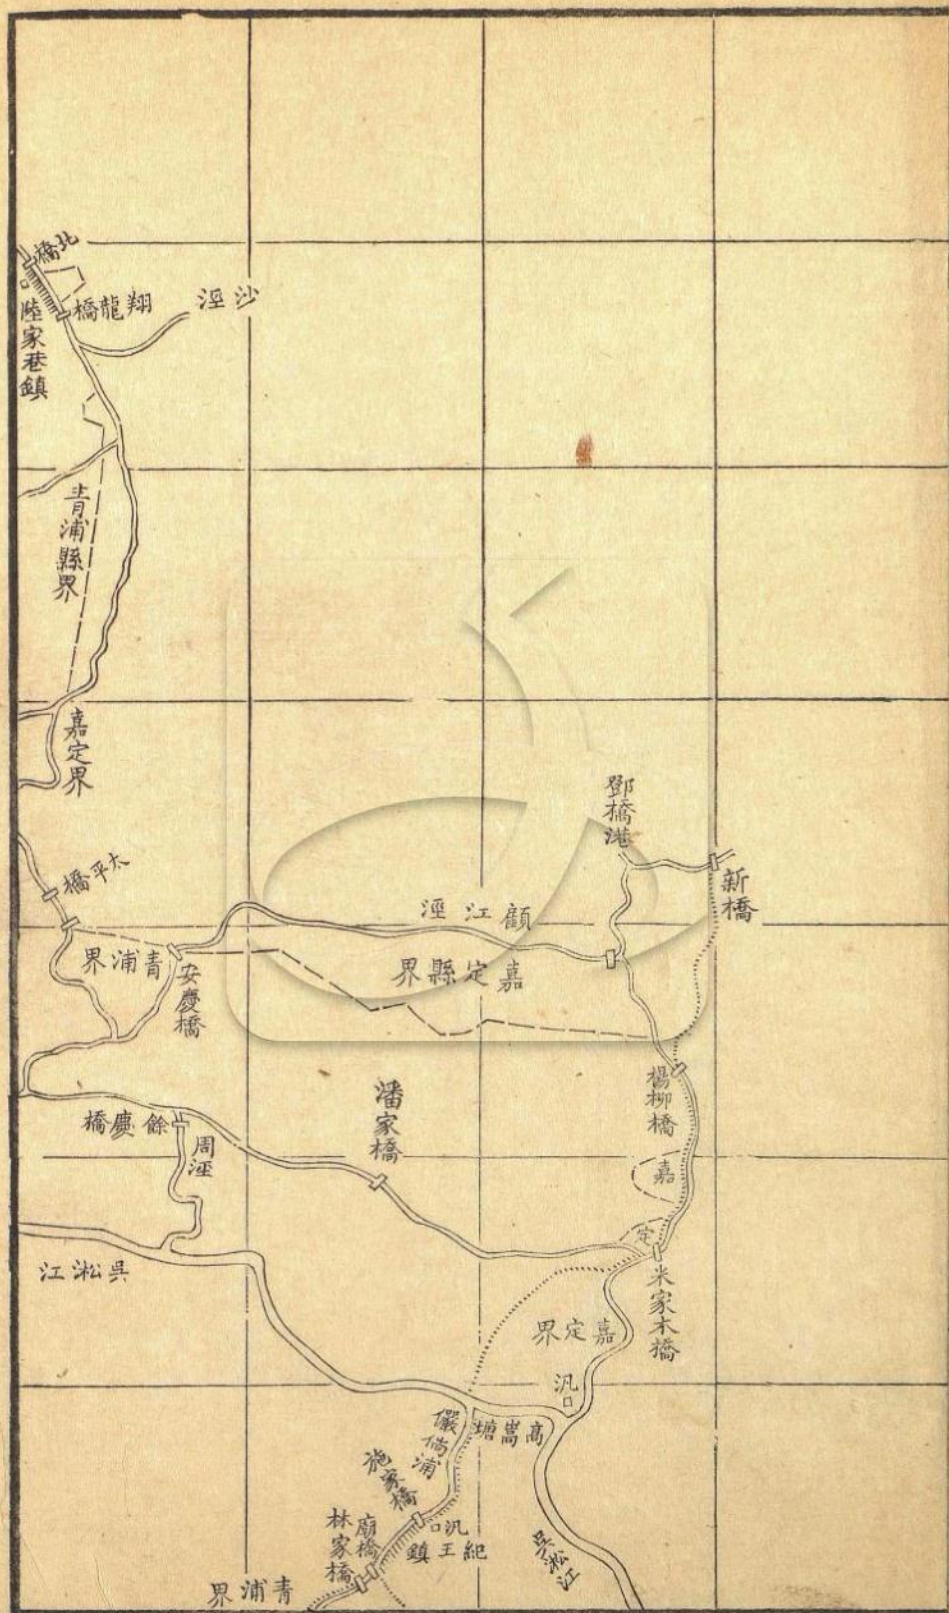 北橋
翔龍橋
沙涇
陸家巷鎮
青浦縣界
嘉定界
鄧橋港
新橋
太平橋
顧江涇
青浦界
安慶橋
嘉定縣界
楊柳橋
潘家橋
餘慶橋
周涇
嘉
定
吳淞江
米家木橋
嘉定界
汛
高嵩塘
儼倘浦
施家橋
汛
紀王鎮
廟橋
林家橋
吳淞江
青浦界